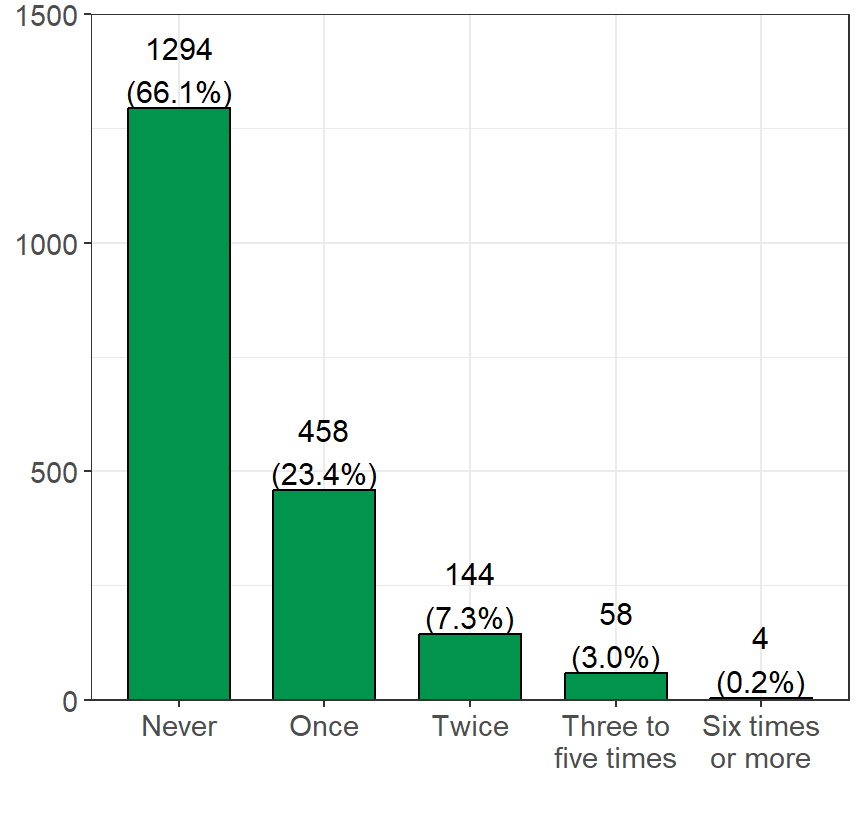 1500
1000
500
0
1294
(66.1%)
458
(23.4%)
144
(7.3%)
58
(3.0%)
4
(0.2%)
Never
Once
Twice
Three to
five times
Six times
or more